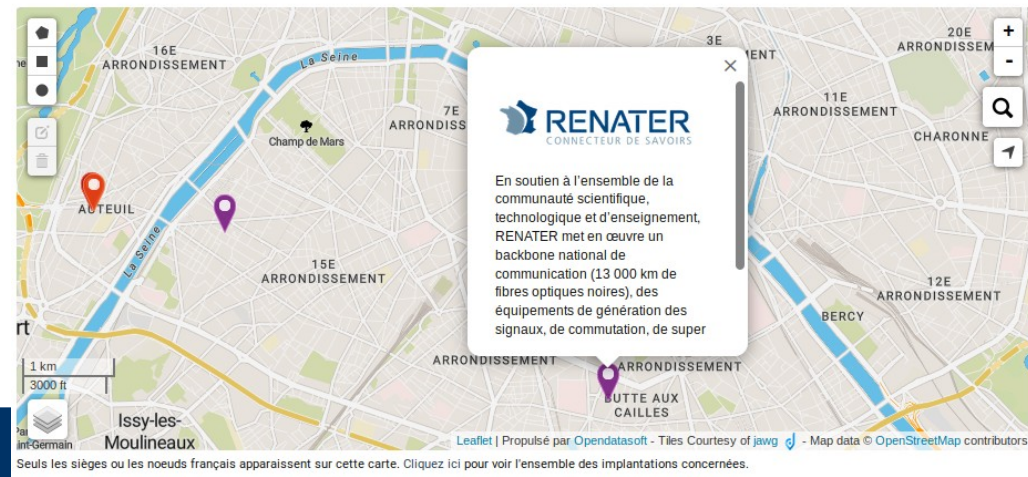 16E
ARRONDISSEMENT
La Seine
3E
20E
ARRONDISSEM
+
-
7E
ARRONDISS
Champ de Mars
11E
ARRONDISSEMENT
CHARONNE
×
RENATER
CONNECTEUR DE SAVOIRS
En soutien à l'ensemble de la
communauté scientifique,
technologique et d'enseignement,
RENATER met en œuvre un
backbone national de
communication (13 000 km de
fibres optiques noires), des
équipements de génération des
signaux, de commutation, de super
AUTEUIL
La Seine
15E
ARRONDISSEMENT
12E
ARRONDISSEMENT
BERCY
rt
1 km
3000 ft
ARRONDISSEMENT
ARRONDISSEMENT
BUTTE AUX
CAILLES
Issy-les-
Moulineaux
int-Germain
Leaflet | Propulsé par Opendatasoft - Tiles Courtesy of jawg - Map data © OpenStreetMap contributors
Seuls les sièges ou les noeuds français apparaissent sur cette carte. Cliquez ici pour voir l'ensemble des implantations concernées.